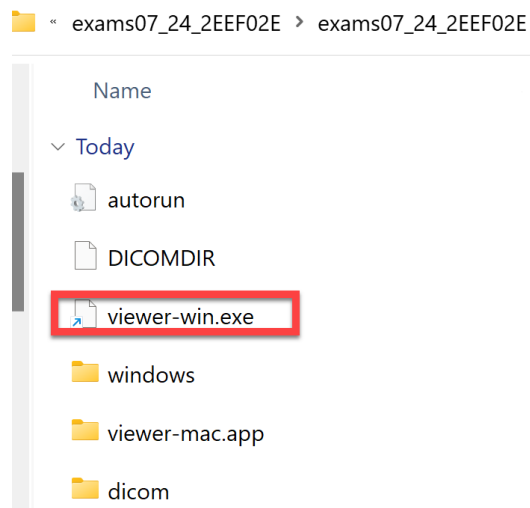 « exams07_24_2EEF02E > exams07_24_2EEF02E
Name
Today
autorun
DICOMDIR
viewer-win.exe
windows
viewer-mac.app
dicom